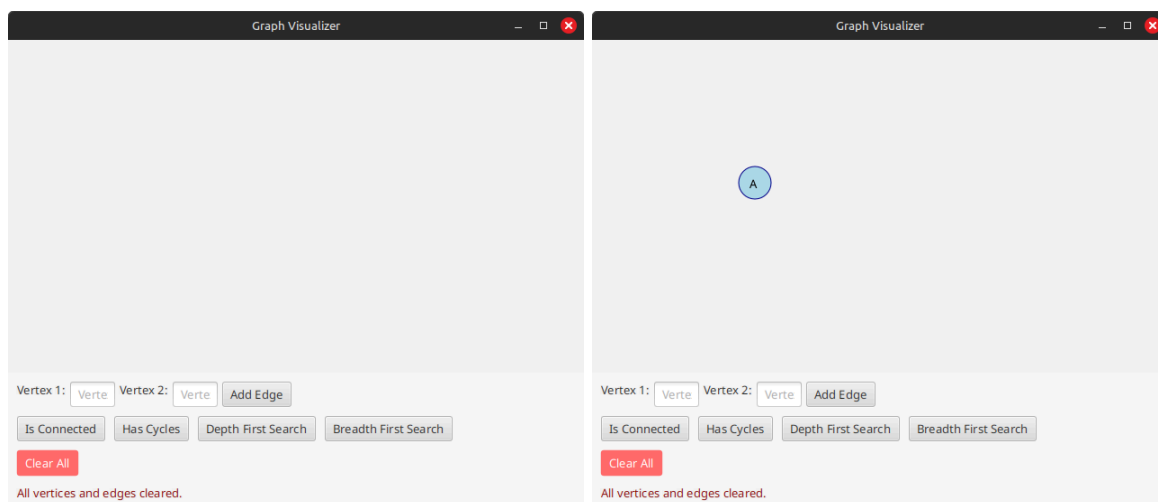 Graph Visualizer
Vertex 1: Verte Vertex 2: Verte Add Edge
Is Connected Has Cycles Depth First Search Breadth First Search
Clear All
All vertices and edges cleared.
Graph Visualizer
A
Vertex 1: Verte Vertex 2: Verte Add Edge
Is Connected Has Cycles Depth First Search Breadth First Search
Clear All
All vertices and edges cleared.